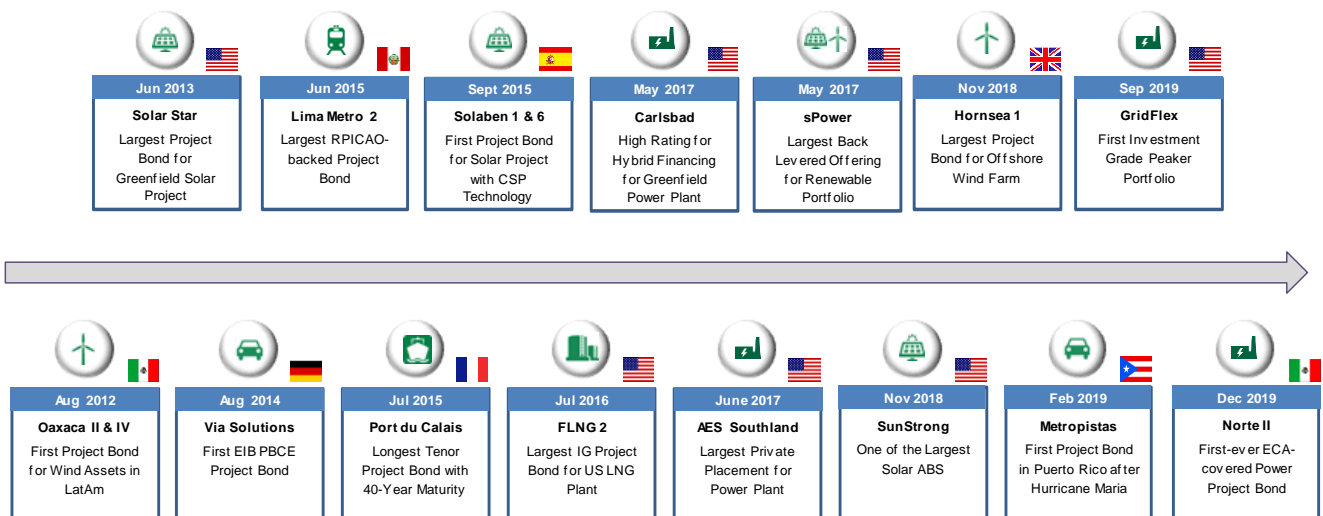 Jun 2013
Solar Star
Largest Project
Bond for
Greenfield Solar
Project
Jun 2015
Lima Metro 2
Largest RPICAO-
backed Project
Bond
Sept 2015
Solaben 1 & 6
First Project Bond
for Solar Project
with CSP
Technology
May 2017
Carlsbad
High Rating for
Hybrid Financing
for Greenfield
Power Plant
May 2017
sPower
Largest Back
Levered Offering
for Renewable
Portfolio
Nov 2018
Hornsea 1
Largest Project
Bond for Offshore
Wind Farm
Sep 2019
GridFlex
First Investment
Grade Peaker
Portfolio
Aug 2012
Oaxaca II & IV
First Project Bond
for Wind Assets in
LatAm
Aug 2014
Via Solutions
First EIB PBCE
Project Bond
Jul 2015
Port du Calais
Longest Tenor
Project Bond with
40-Year Maturity
Jul 2016
FLNG 2
Largest IG Project
Bond for US LNG
Plant
June 2017
AES Southland
Largest Private
Placement for
Power Plant
Nov 2018
SunStrong
One of the Largest
Solar ABS
Feb 2019
Metropistas
First Project Bond
in Puerto Rico after
Hurricane Maria
Dec 2019
Norte II
First-ever ECA-
covered Power
Project Bond